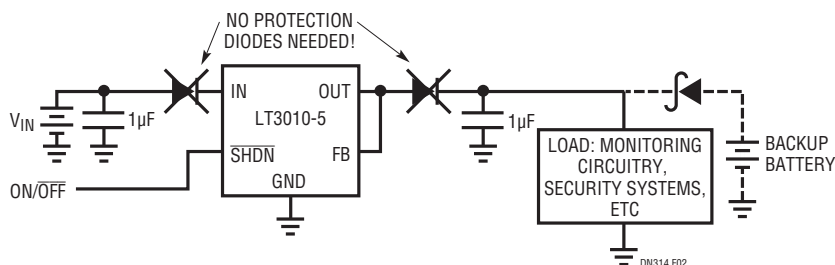 NO PROTECTION
DIODES NEEDED!
IN
OUT
VIN
1µF
LT3010-5
1µF
SHDN
FB
LOAD: MONITORING
CIRCUITRY,
SECURITY SYSTEMS,
ETC
BACKUP
BATTERY
ON/OFF
GND
DN314 F02